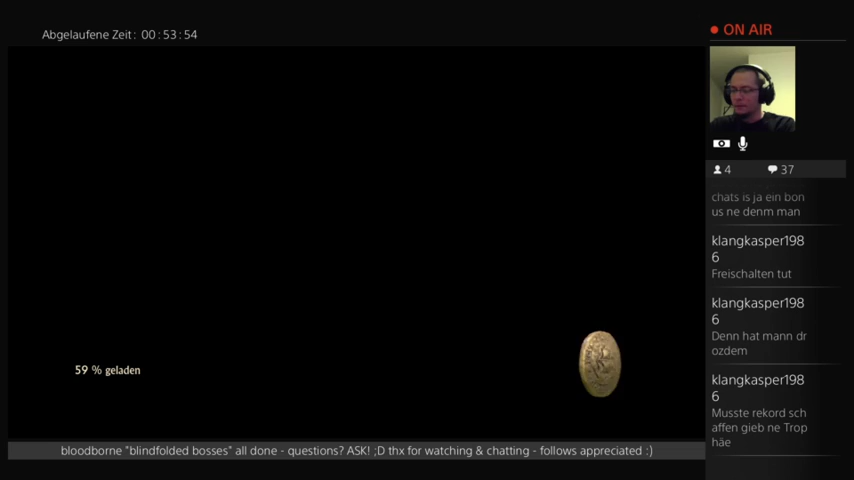 Abgelaufene Zeit: 00:53:54
ON AIR
4 37
chats is ja ein bon
us ne denm man
klangkasper198
6
Freischalten tut
klangkasper198
6
Denn hat mann dr
ozdem
klangkasper198
6
Musste rekord sch
affen gieb ne Trop
häe
59 % geladen
bloodborne "blindfolded bosses" all done - questions? ASK! ;D thx for watching & chatting - follows appreciated :)